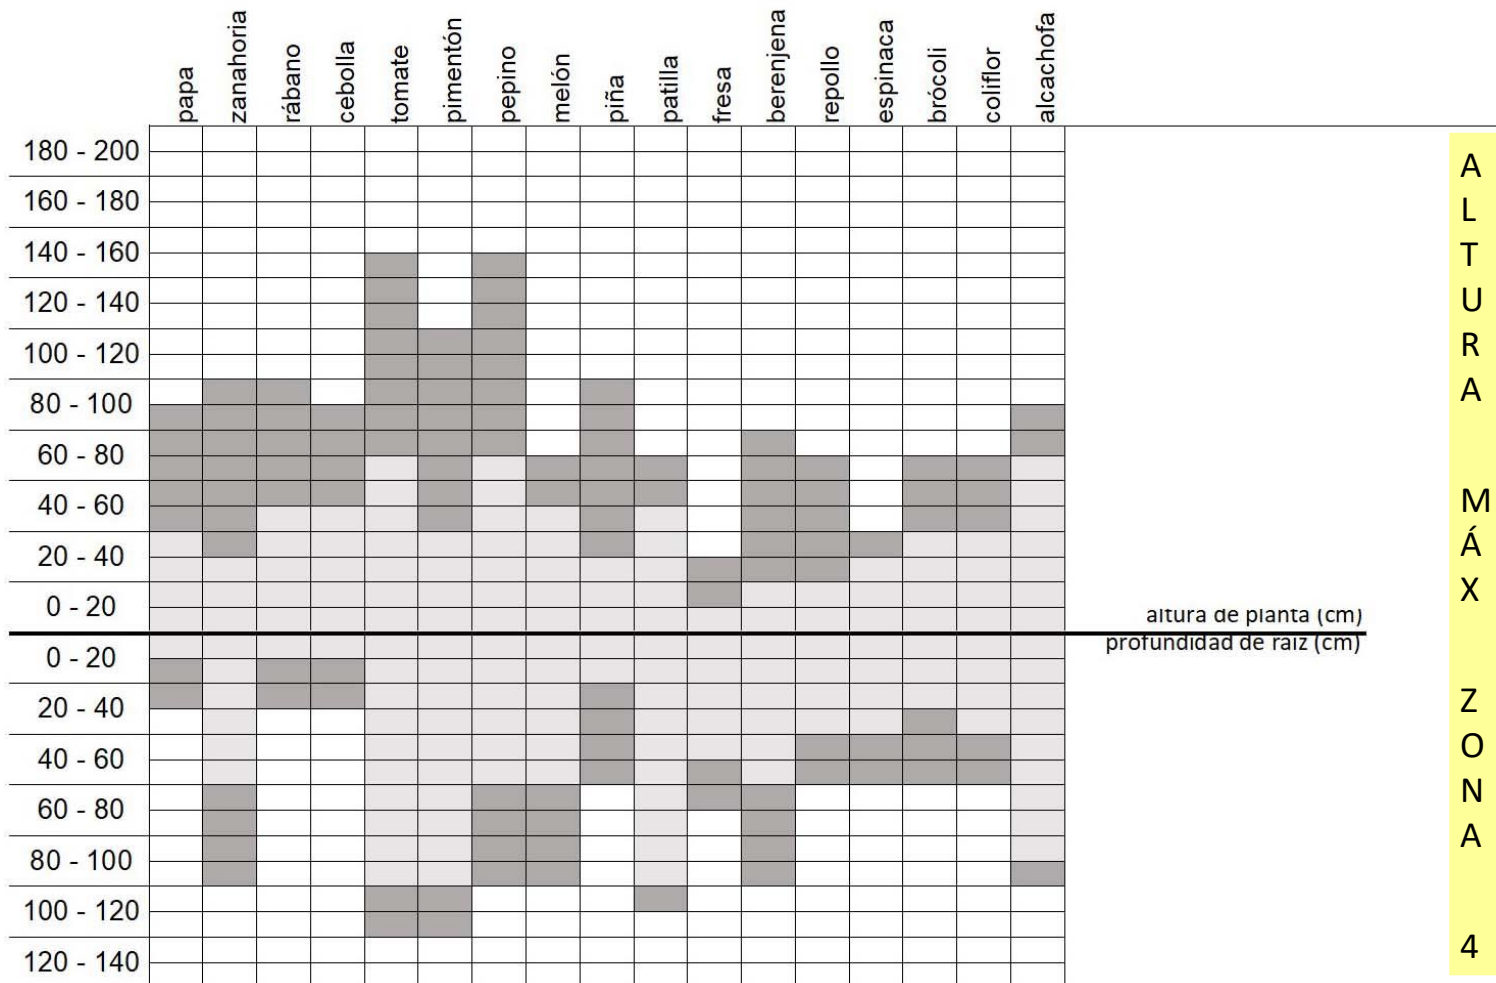 papa
zanahoria
rábano
cebolla
tomate
pimentón
pepino
melón
piña
patilla
fresa
berenjena
repollo
espinaca
brócoli
coliflor
alcachofa
180 - 200
160 - 180
140 - 160
120 - 140
100 - 120
80 - 100
60 - 80
40 - 60
20 - 40
0 - 20
altura de planta (cm)
profundidad de raíz (cm)
0 - 20
20 - 40
40 - 60
60 - 80
80 - 100
100 - 120
120 - 140
A
L
T
U
R
A
M
Á
X
Z
O
N
A
4